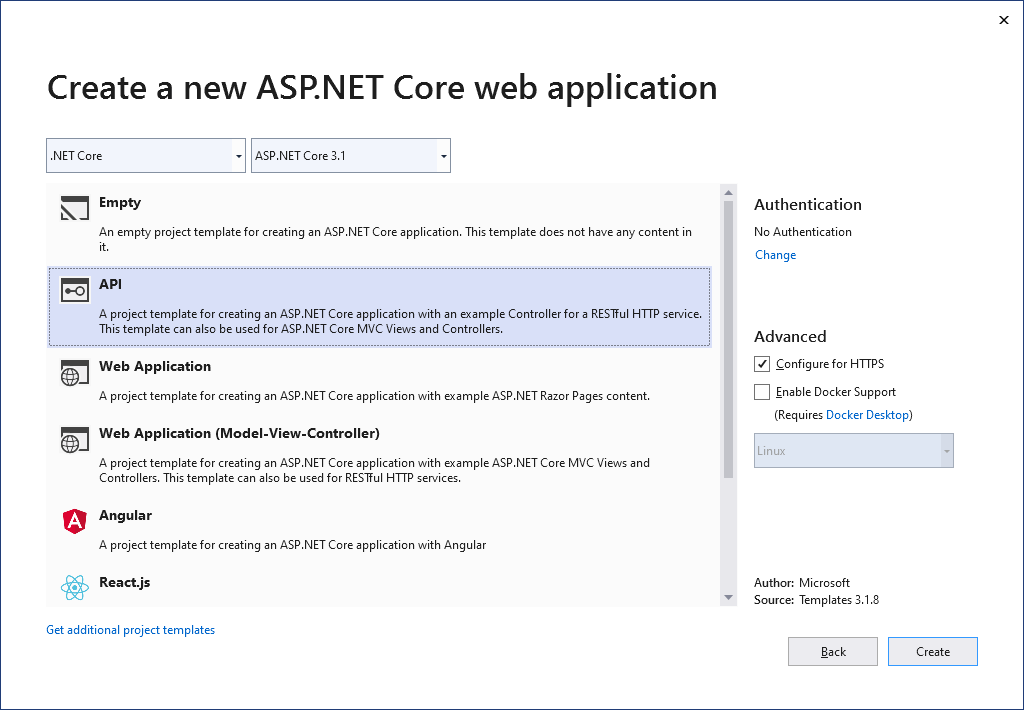 Create a new ASP.NET Core web application
.NET Core
ASP.NET Core 3.1
Empty
An empty project template for creating an ASP.NET Core application. This template does not have any content in
it.
API
A project template for creating an ASP.NET Core application with an example Controller for a RESTful HTTP service.
This template can also be used for ASP.NET Core MVC Views and Controllers.
Web Application
A project template for creating an ASP.NET Core application with example ASP.NET Razor Pages content.
Web Application (Model-View-Controller)
A project template for creating an ASP.NET Core application with example ASP.NET Core MVC Views and
Controllers. This template can also be used for RESTful HTTP services.
Angular
A project template for creating an ASP.NET Core application with Angular
React.js
Get additional project templates
Authentication
No Authentication
Change
Advanced
Configure for HTTPS
Enable Docker Support
(Requires Docker Desktop)
Linux
Author: Microsoft
Source: Templates 3.1.8
Back
Create